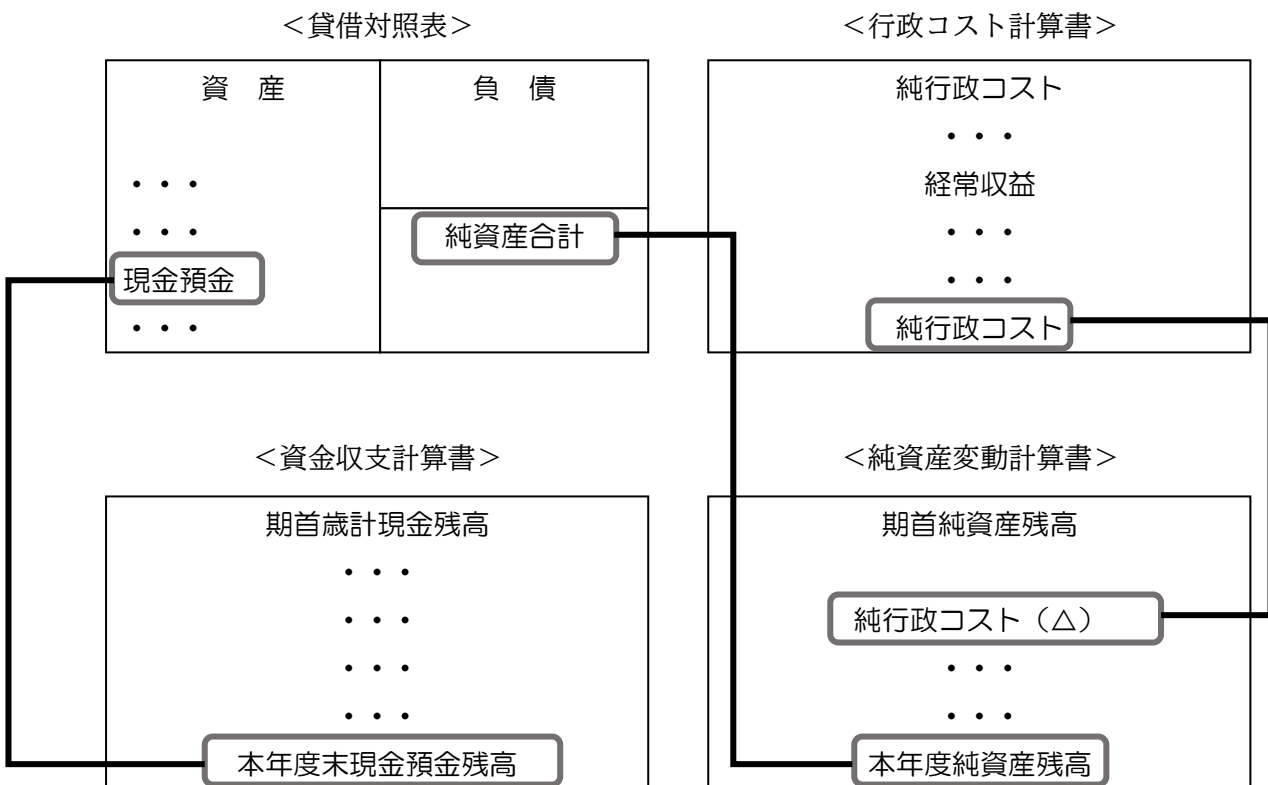 ＜貸借対照表＞
資　産
・・・
・・・
現金預金
・・・
負　債
純資産合計
＜行政コスト計算書＞
純行政コスト
・・・
経常収益
・・・
・・・
純行政コスト
＜資金収支計算書＞
期首歳計現金残高
・・・
・・・
・・・
・・・
本年度末現金預金残高
＜純資産変動計算書＞
期首純資産残高
純行政コスト（△）
・・・
・・・
本年度純資産残高